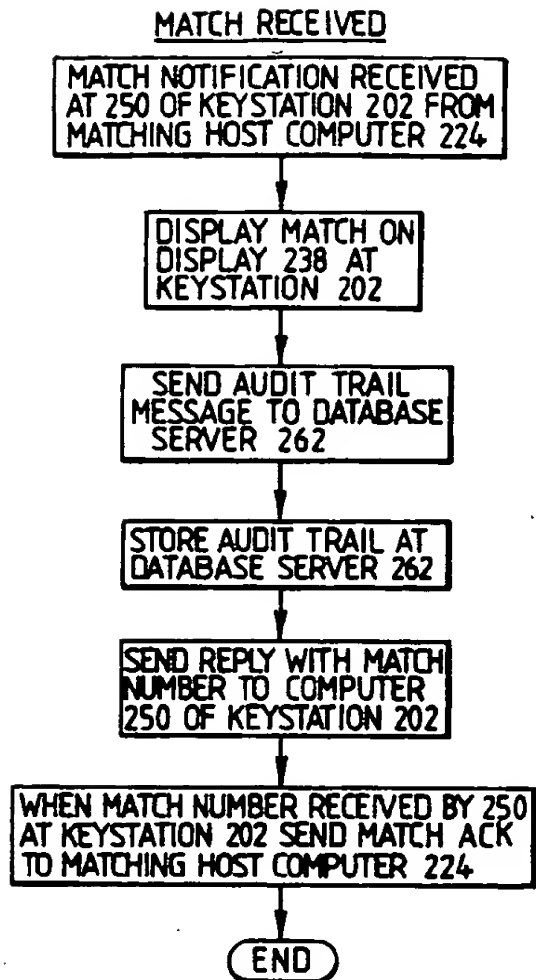 MATCH RECEIVED
MATCH NOTIFICATION RECEIVED
AT 250 OF KEYSTATION 202 FROM
MATCHING HOST COMPUTER 224
DISPLAY MATCH ON
DISPLAY 238 AT
KEYSTATION 202
SEND AUDIT TRAIL
MESSAGE TO DATABASE
SERVER 262
STORE AUDIT TRAIL AT
DATABASE SERVER 262
SEND REPLY WITH MATCH
NUMBER TO COMPUTER
250 OF KEYSTATION 202
WHEN MATCH NUMBER RECEIVED BY 250
AT KEYSTATION 202 SEND MATCH ACK
TO MATCHING HOST COMPUTER 224
END